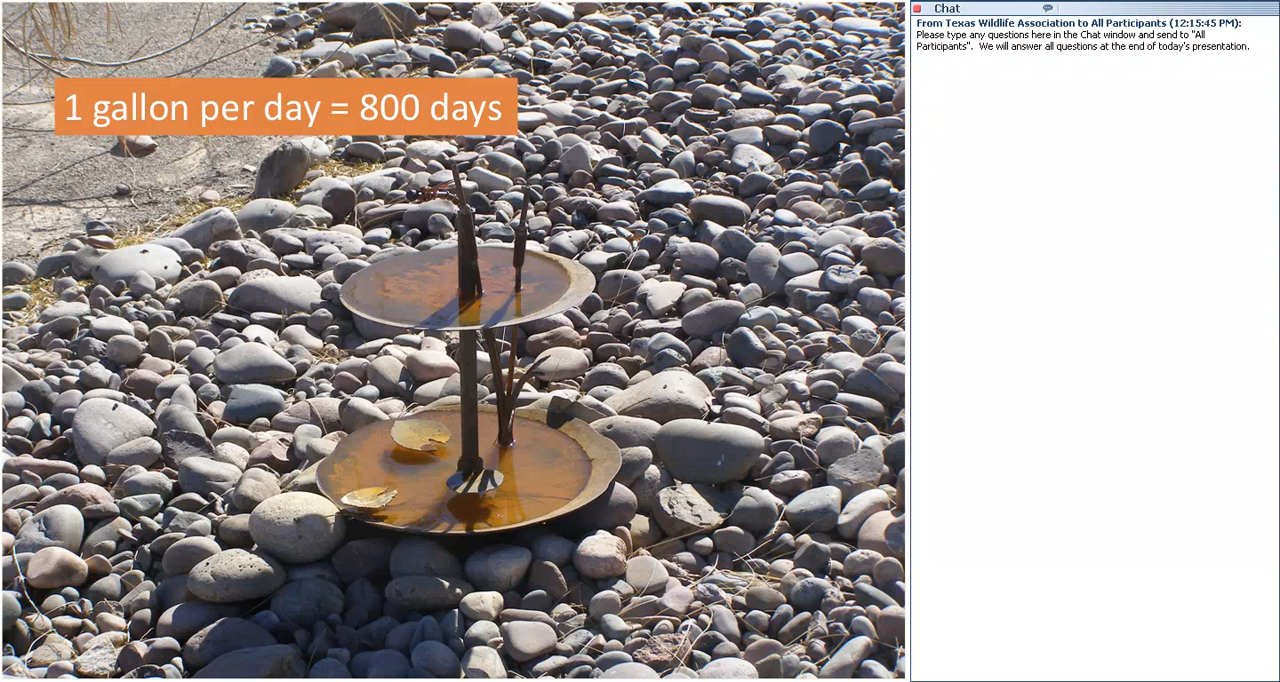 1 gallon per day = 800 days
Chat
From Texas Wildlife Association to All Participants (12:15:45 PM):
Please type any questions here in the Chat window and send to "All
Participants".  We will answer all questions at the end of today's presentation.